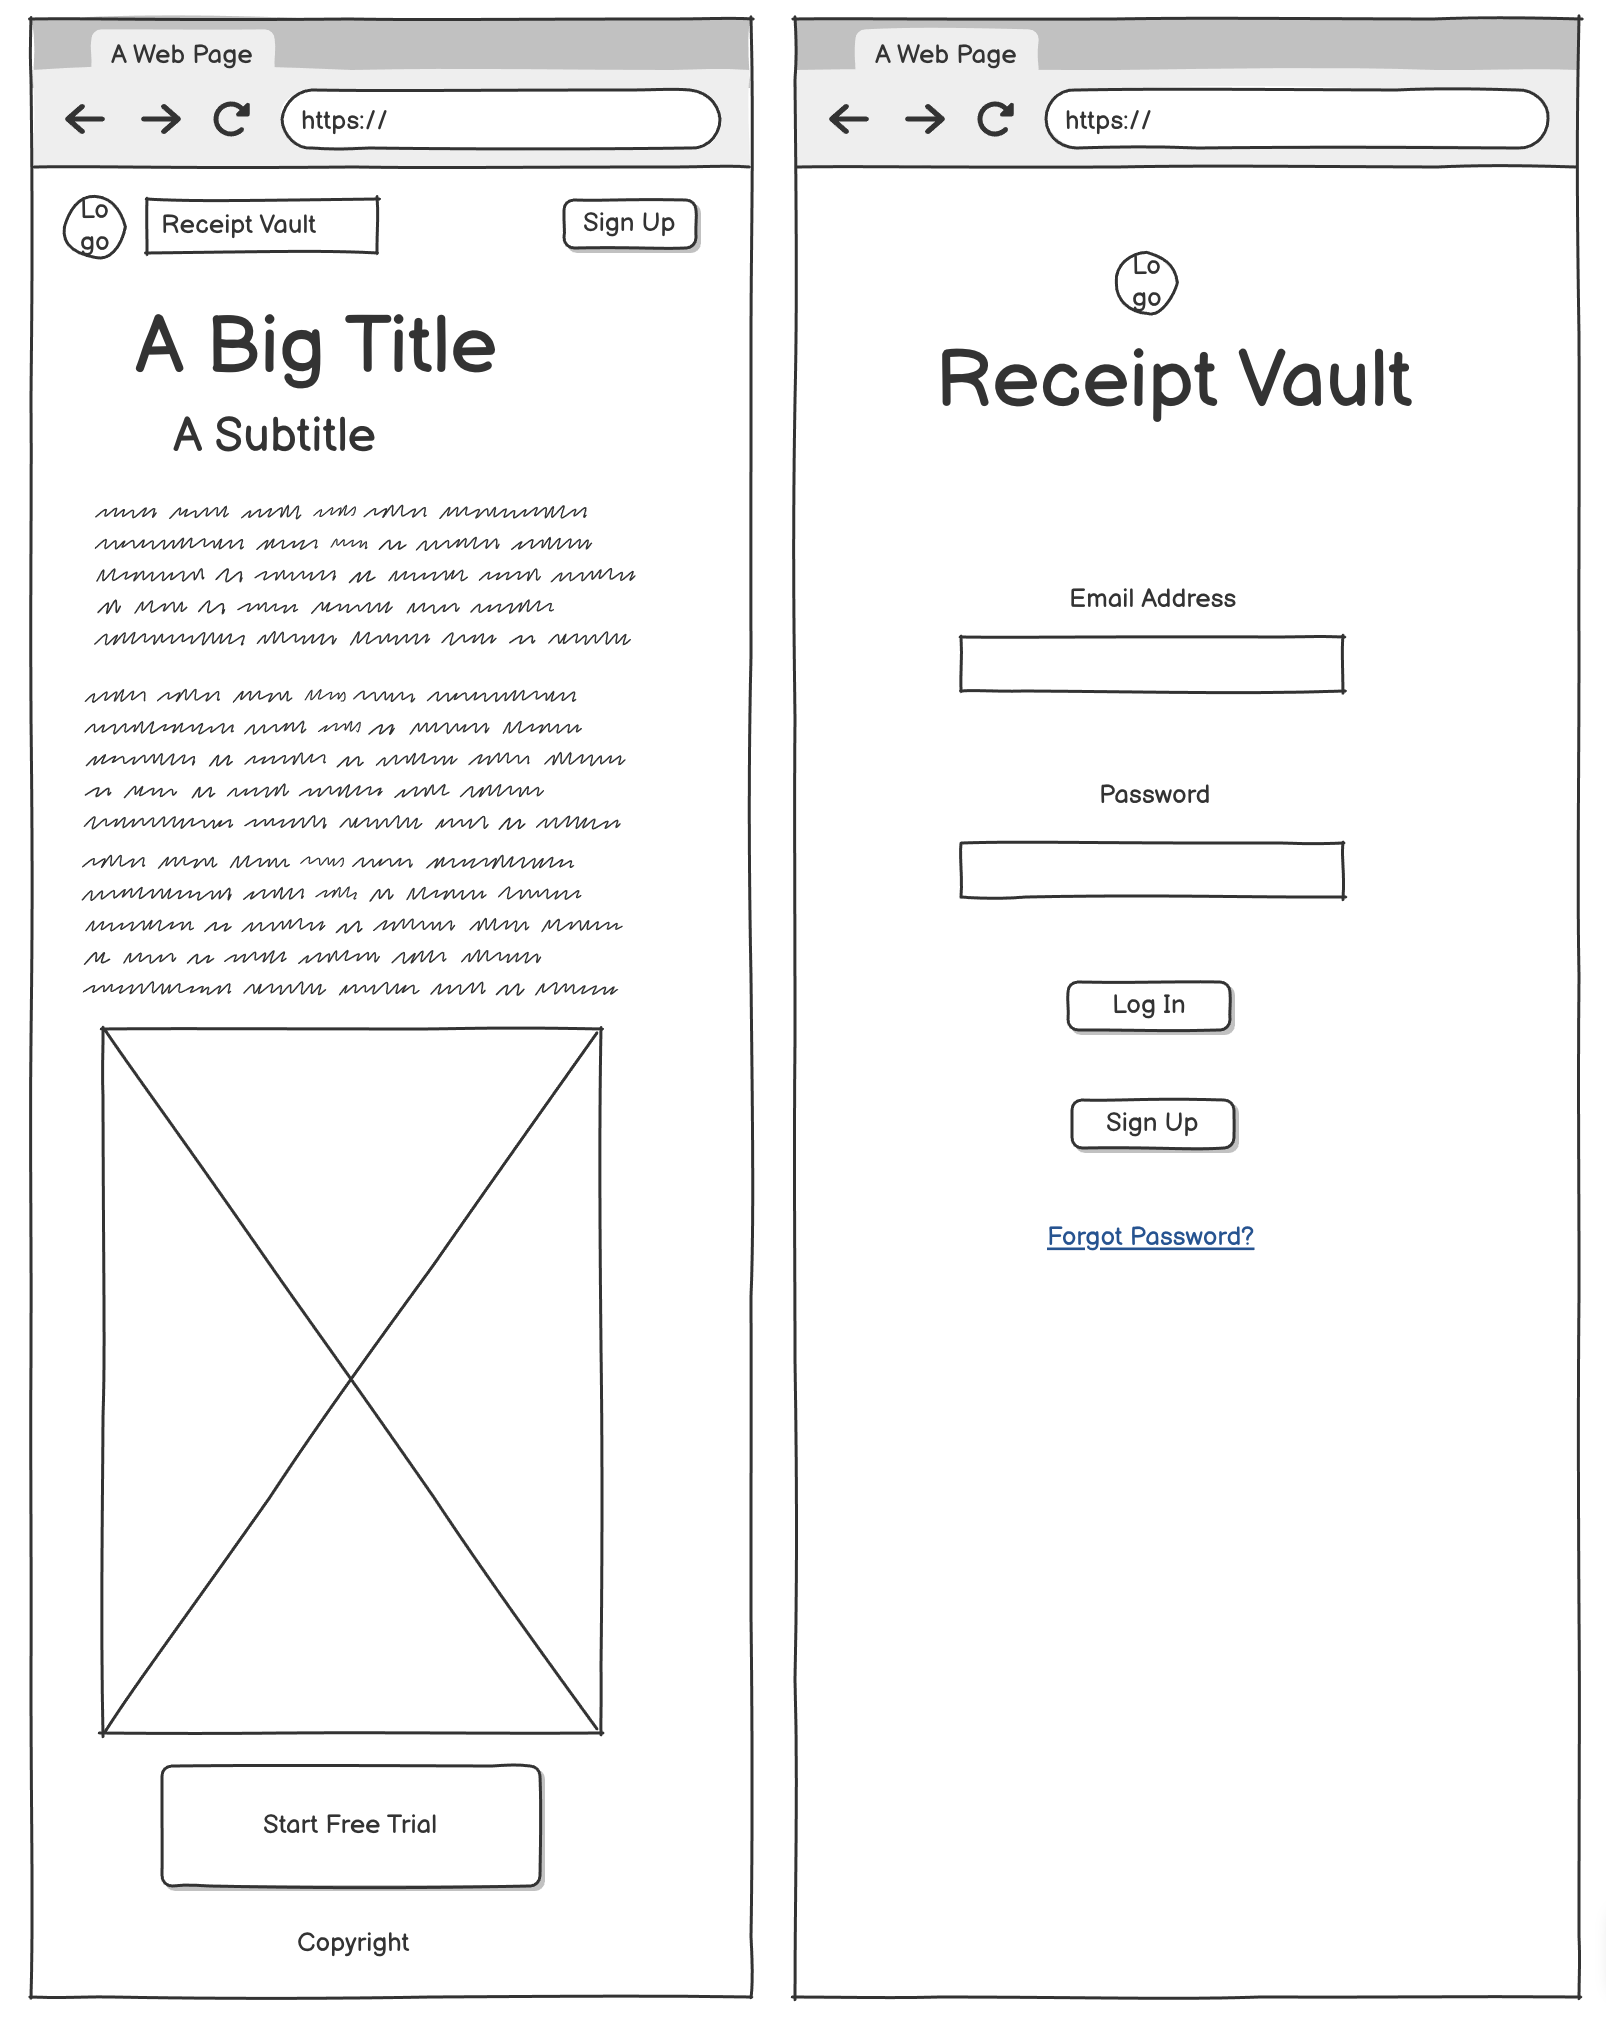 A Web Page
https://
Lo
go
Receipt Vault
Sign Up
A Big Title
A Subtitle
Start Free Trial
Copyright
A Web Page
https://
Lo
go
Receipt Vault
Email Address
Password
Log In
Sign Up
Forgot Password?